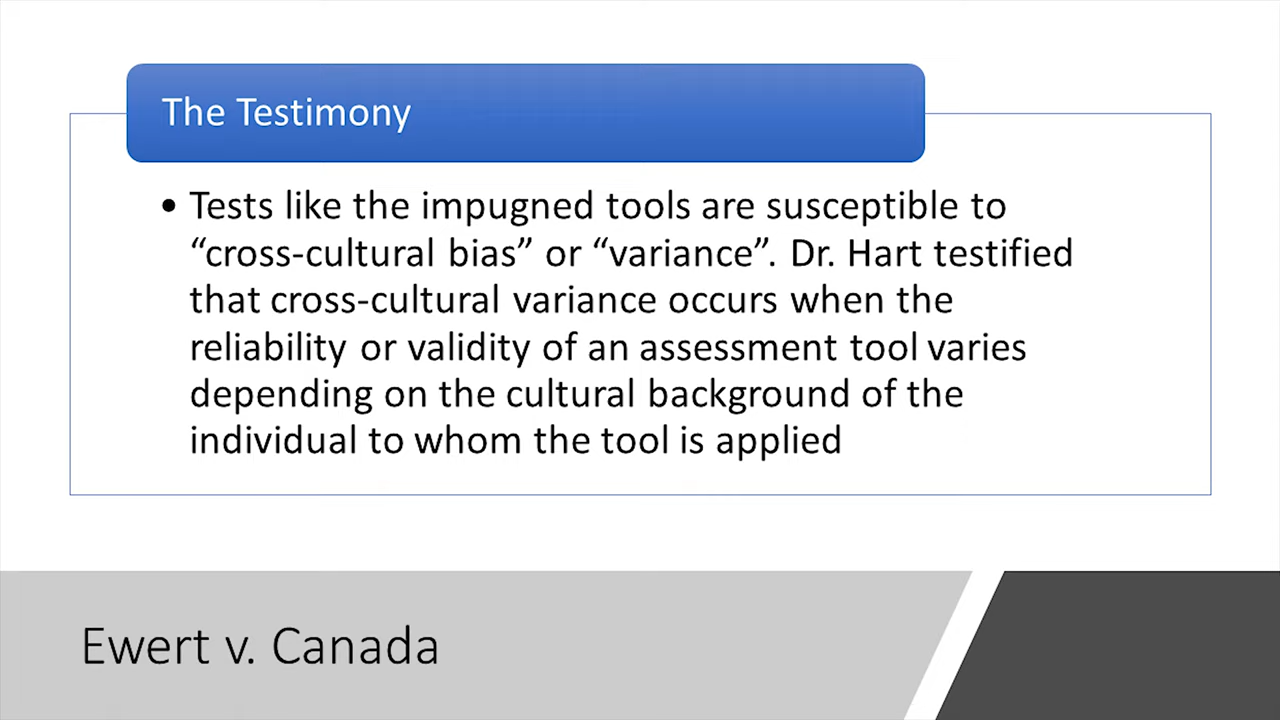 The Testimony
• Tests like the impugned tools are susceptible to
“cross-cultural bias” or “variance”. Dr. Hart testified
that cross-cultural variance occurs when the
reliability or validity of an assessment tool varies
depending on the cultural background of the
individual to whom the tool is applied
Ewert v. Canada